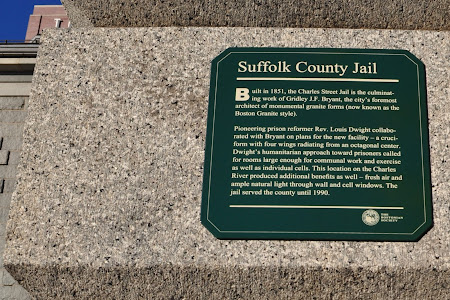 Suffolk County Jail
Built in 1851, the Charles Street Jail is the culminat-
ing work of Gridley J.F. Bryant, the city's foremost
architect of monumental granite forms (now known as the
Boston Granite style).
Pioneering prison reformer Rev. Louis Dwight collabo-
rated with Bryant on plans for the new facility – a cruci-
form with four wings radiating from an octagonal center.
Dwight's humanitarian approach toward prisoners called
for rooms large enough for communal work and exercise
as well as individual cells. This location on the Charles
River produced additional benefits as well – fresh air and
ample natural light through wall and cell windows. The
jail served the county until 1990.
THE
BOSTONIAN
SOCIETY